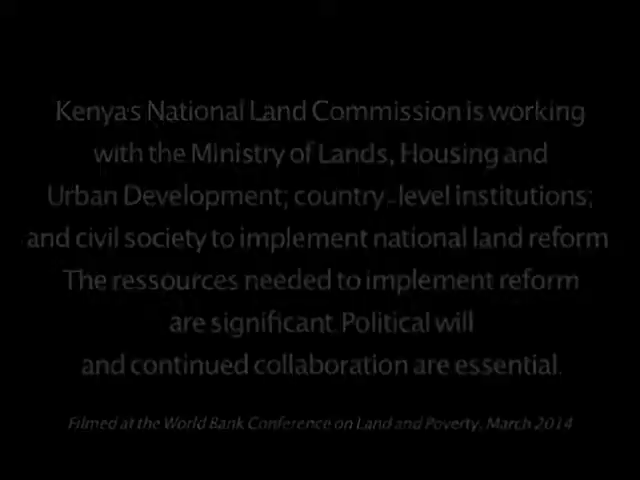 Kenya's National Land Commission is working
with the Ministry of Lands, Housing and
Urban Development; country-level institutions;
and civil society to implement national land reform
The ressources needed to implement reform
are significant. Political will
and continued collaboration are essential.
Filmed at the World Bank Conference on Land and Poverty, March 2014